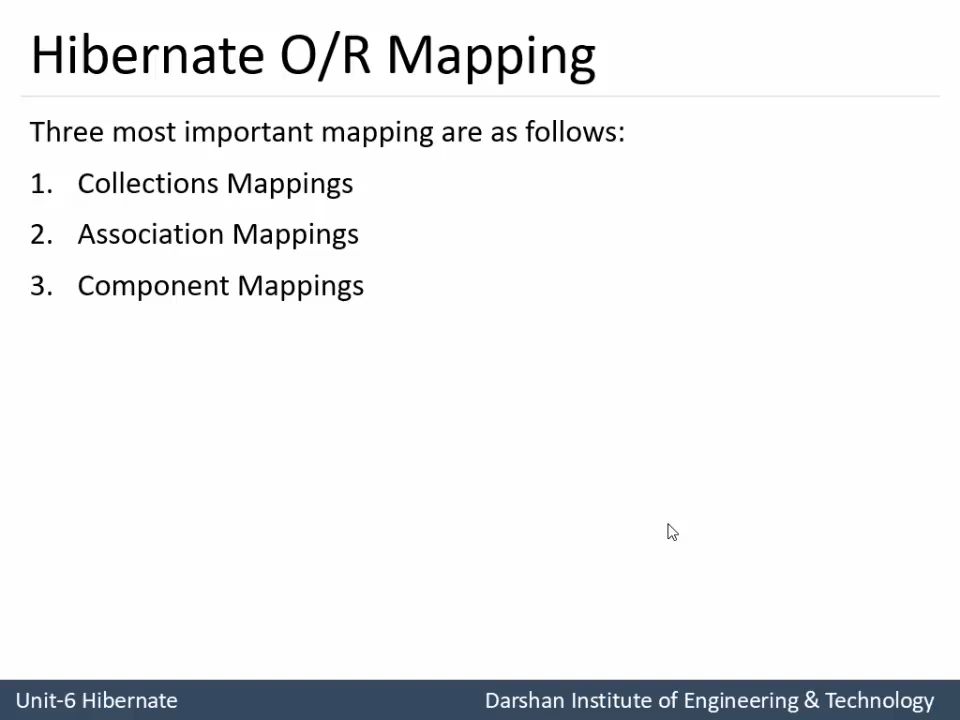 Hibernate O/R Mapping
Three most important mapping are as follows:
1. Collections Mappings
2. Association Mappings
3. Component Mappings
Unit-6 Hibernate
Darshan Institute of Engineering & Technology